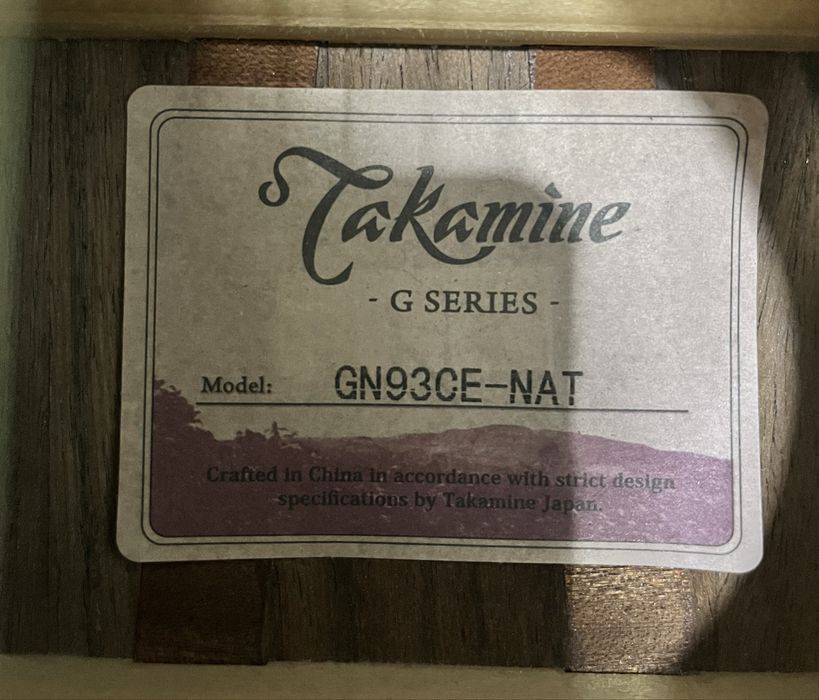 Takamine
- G SERIES -
Model: GN93CE-NAT
Crafted in China in accordance with strict design
specifications by Takamine Japan.